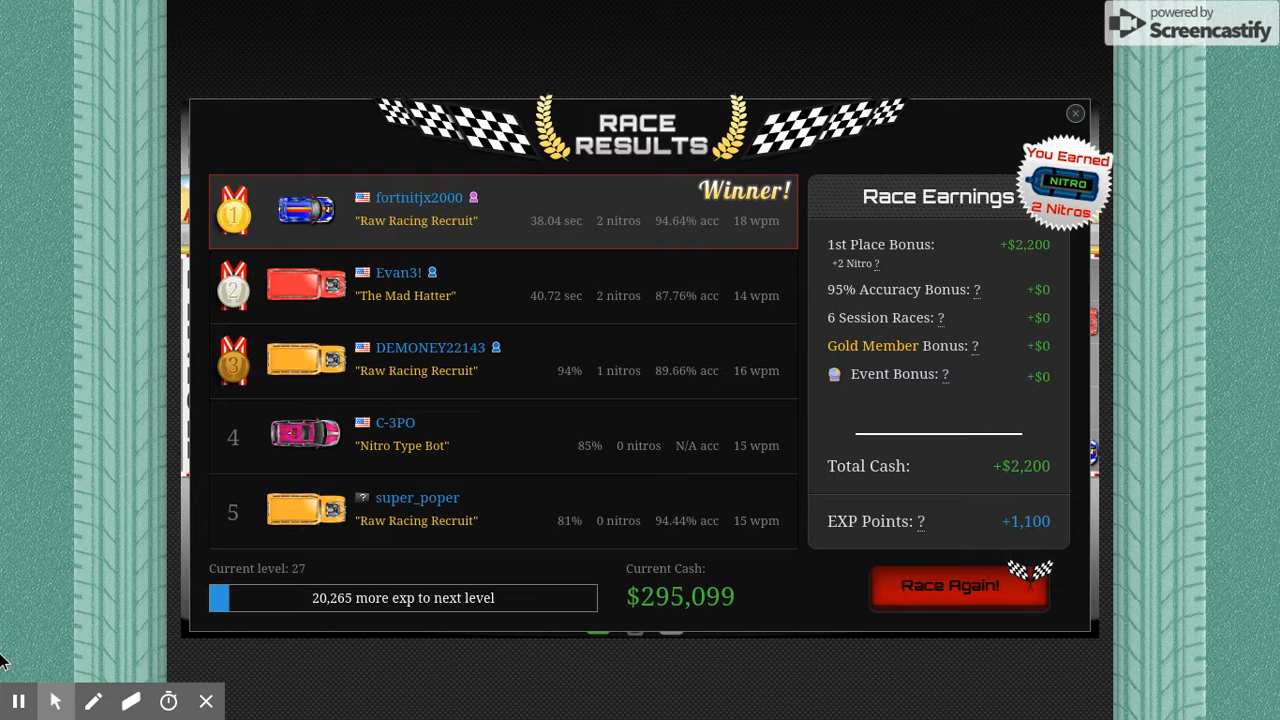 powered by
Screencastify
RACE
RESULTS
You Earned
NITRO
2 Nitros
1
fortnitjx2000
Winner!
"Raw Racing Recruit" 38.04 sec 2 nitros 94.64% acc 18 wpm
2
Evan3!
"The Mad Hatter" 40.72 sec 2 nitros 87.76% acc 14 wpm
3
DEMONEY22143
"Raw Racing Recruit" 94% 1 nitros 89.66% acc 16 wpm
4
C-3PO
"Nitro Type Bot" 85% 0 nitros N/A acc 15 wpm
5
? super_poper
"Raw Racing Recruit" 81% 0 nitros 94.44% acc 15 wpm
Race Earnings
1st Place Bonus: +$2,200
+2 Nitro ?
95% Accuracy Bonus: ? +$0
6 Session Races: ? +$0
Gold Member Bonus: ? +$0
Event Bonus: ? +$0
Total Cash: +$2,200
EXP Points: ? +1,100
Current level: 27
20,265 more exp to next level
Current Cash:
$295,099
Race Again!